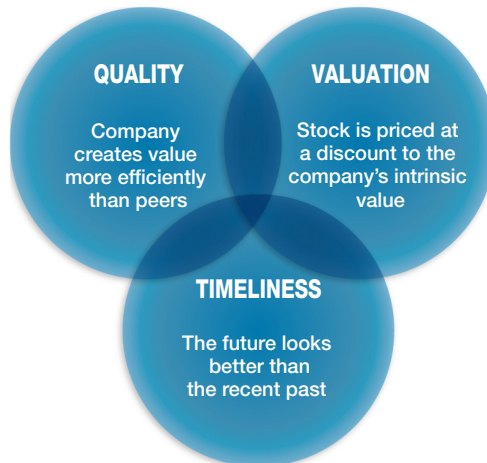 QUALITY
Company
creates value
more efficiently
than peers
VALUATION
Stock is priced at
a discount to the
company’s intrinsic
value
TIMELINESS
The future looks
better than
the recent past